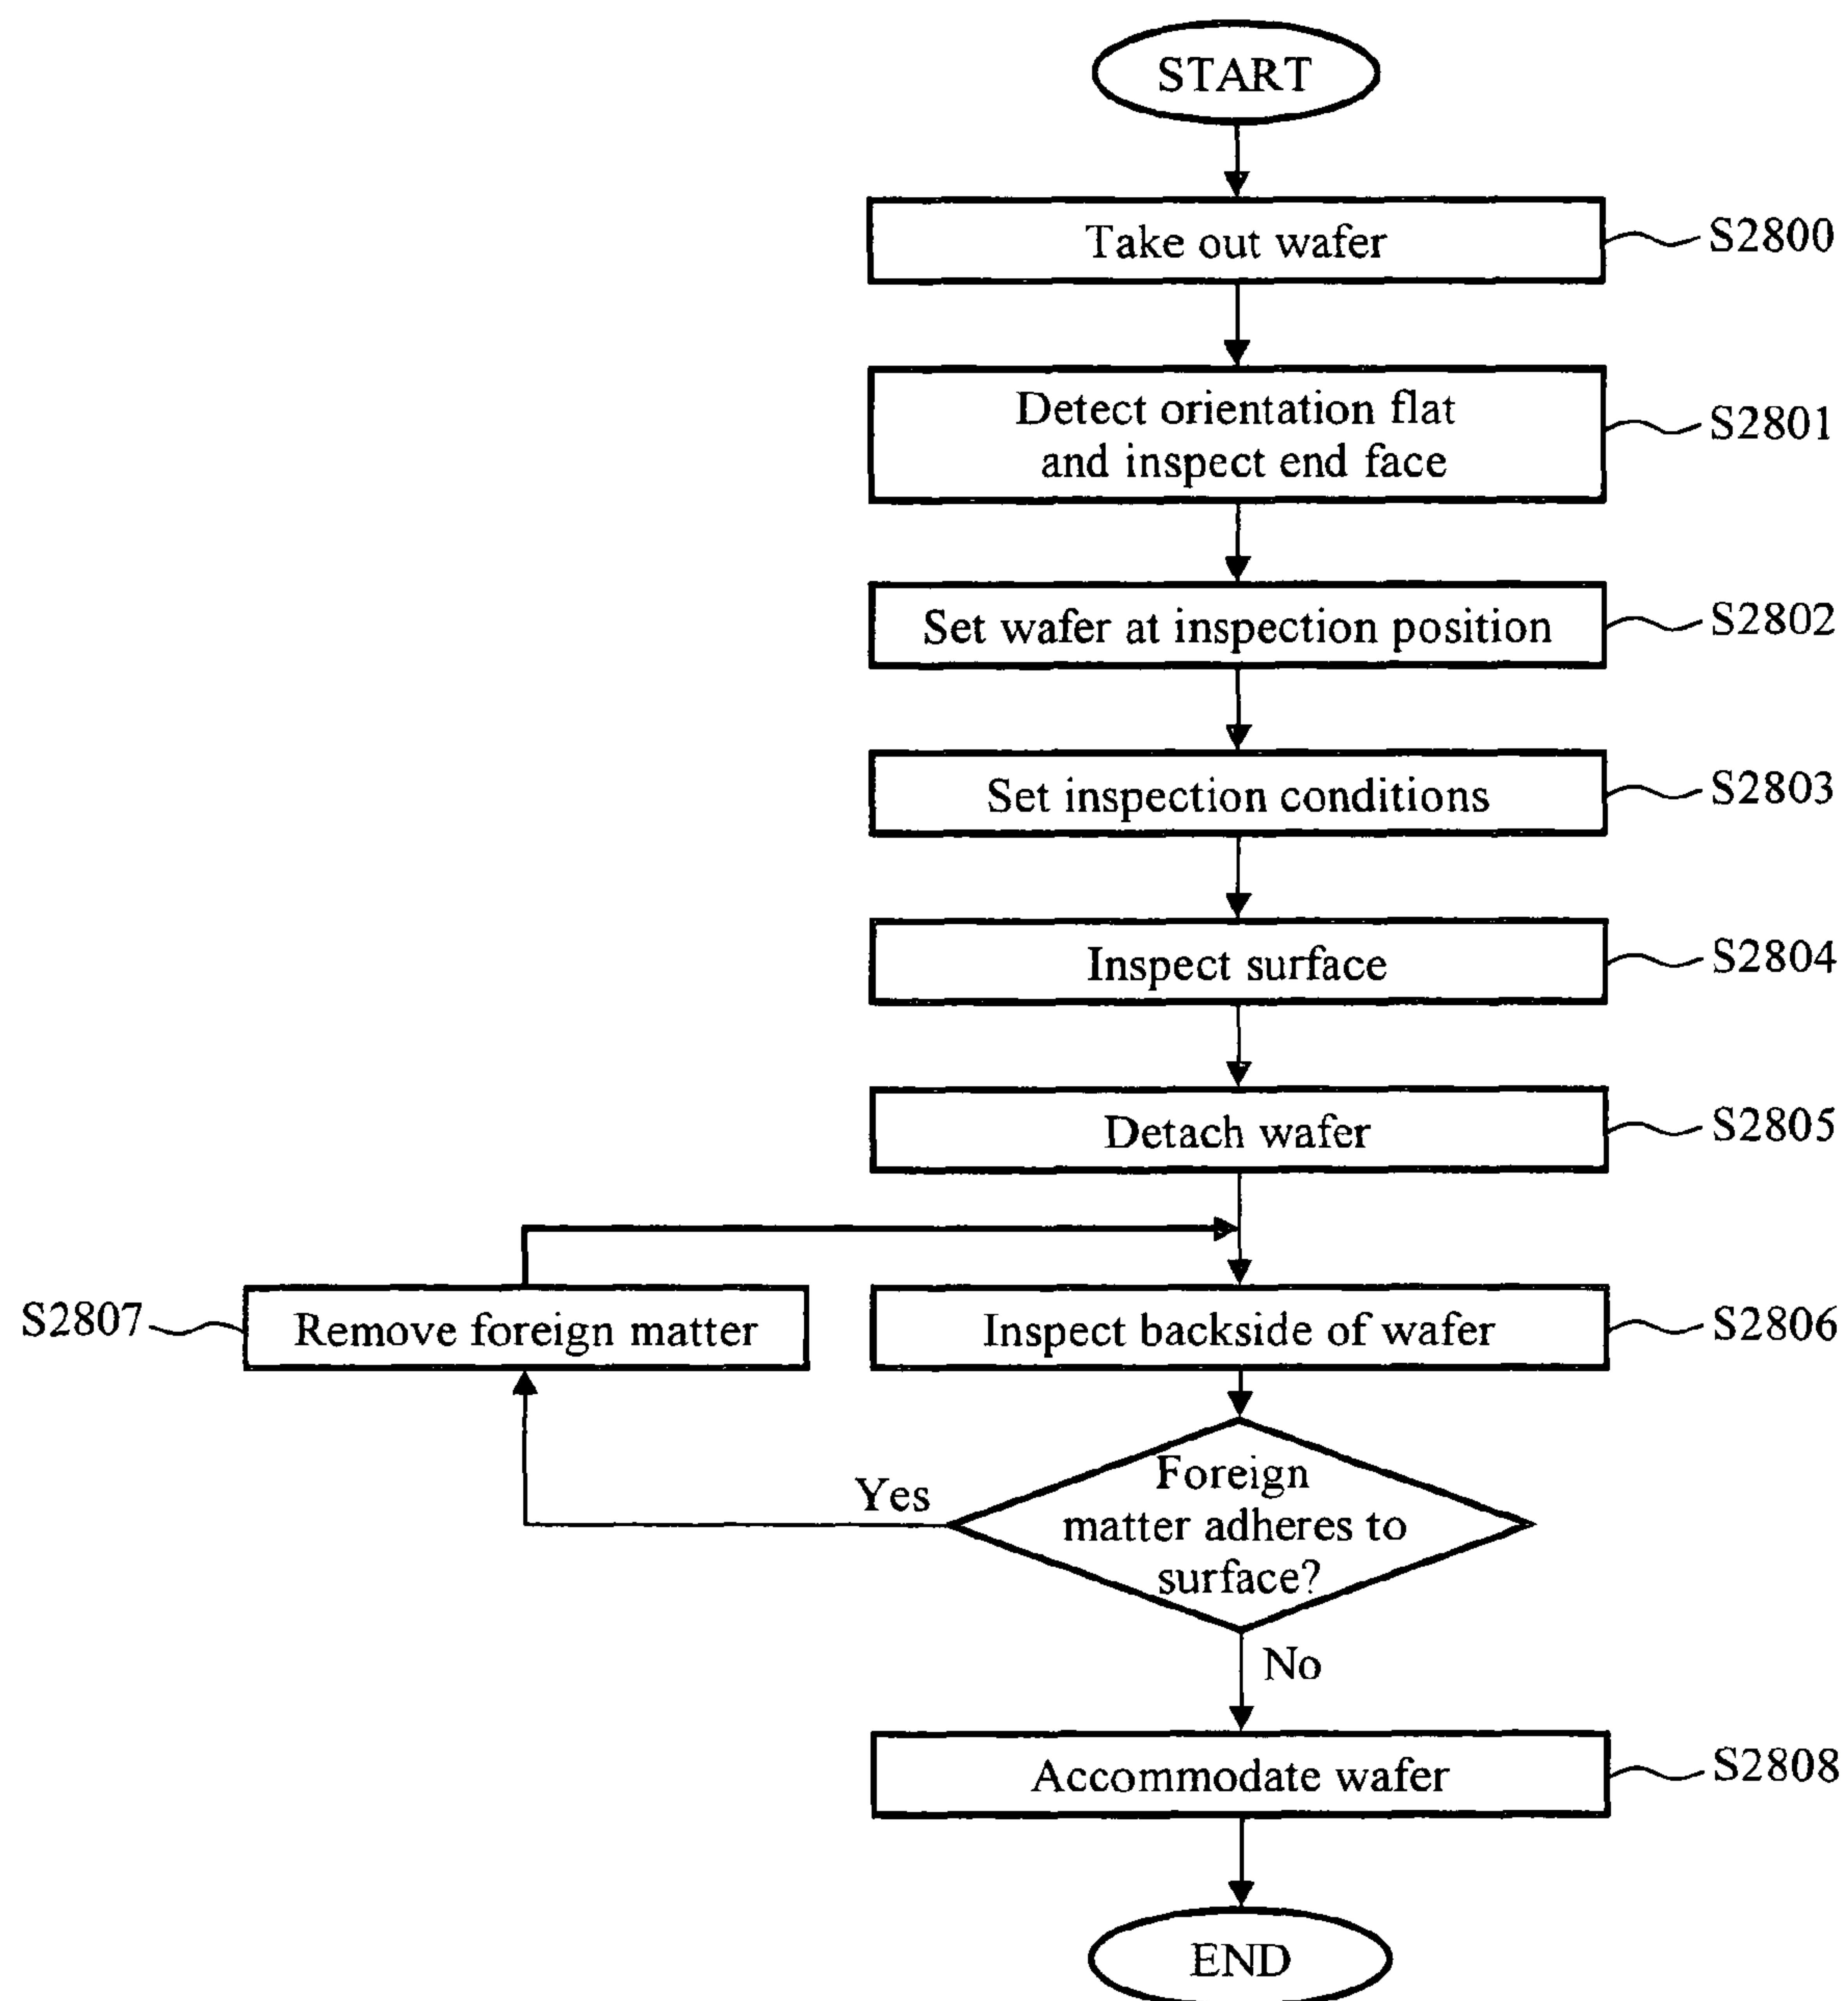 START
Take out wafer
S2800
Detect orientation flat
and inspect end face
S2801
Set wafer at inspection position
S2802
Set inspection conditions
S2803
Inspect surface
S2804
Detach wafer
S2805
S2807
Remove foreign matter
Inspect backside of wafer
S2806
Yes
Foreign
matter adheres to
surface?
No
Accommodate wafer
S2808
END